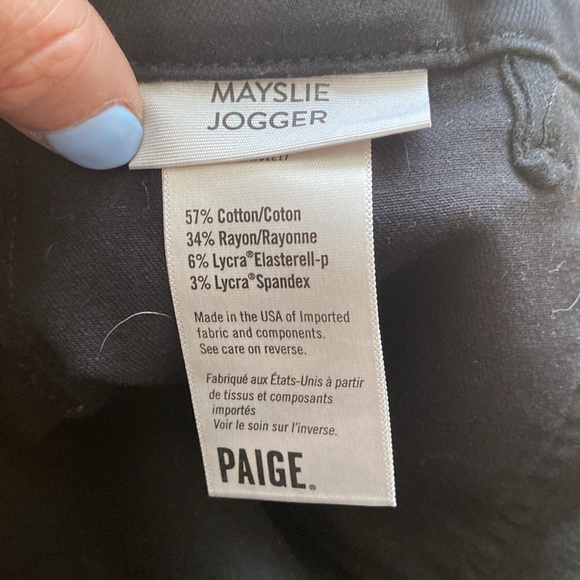 MAYSLIE
JOGGER
57% Cotton/Coton
34% Rayon/Rayonne
6% Lycra®Elasterell-p
3% Lycra®Spandex
Made in the USA of Imported
fabric and components.
See care on reverse.
Fabriqué aux États-Unis à partir
de tissus et composants
importés
Voir le soin sur l'inverse.
PAIGE®